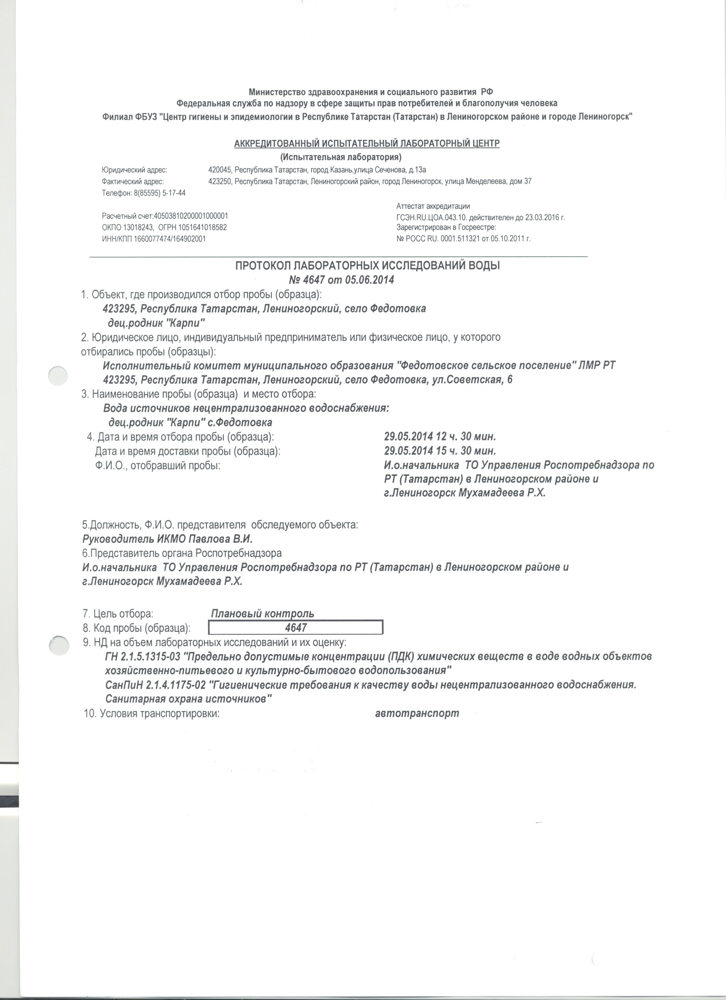 Министерство здравоохранения и социального развития РФ
Федеральная служба по надзору в сфере защиты прав потребителей и благополучия человека
Филиал ФБУЗ "Центр гигиены и эпидемиологии в Республике Татарстан (Татарстан) в Лениногорском районе и городе Лениногорск"
АККРЕДИТОВАННЫЙ ИСПЫТАТЕЛЬНЫЙ ЛАБОРАТОРНЫЙ ЦЕНТР
(Испытательная лаборатория)
Юридический адрес: 420045, Республика Татарстан, город Казань,улица Сеченова, д.13а
Фактический адрес: 423250, Республика Татарстан, Лениногорский район, город Лениногорск, улица Менделеева, дом 37
Телефон: 8(85595) 5-17-44
Аттестат аккредитации
Расчетный счет:40503810200001000001 ГСЭН.RU.ЦОА.043.10. действителен до 23.03.2016 г.
ОКПО 13018243, ОГРН 1051641018582 Зарегистрирован в Госреестре:
ИНН/КПП 1660077474/164902001 № РОСС RU. 0001.511321 от 05.10.2011 г.
ПРОТОКОЛ ЛАБОРАТОРНЫХ ИССЛЕДОВАНИЙ ВОДЫ
№ 4647 от 05.06.2014
1. Объект, где производился отбор пробы (образца):
423295, Республика Татарстан, Лениногорский, село Федотовка
дец.родник "Карпи"
2. Юридическое лицо, индивидуальный предприниматель или физическое лицо, у которого
отбирались пробы (образцы):
Исполнительный комитет муниципального образования "Федотовское сельское поселение" ЛМР РТ
423295, Республика Татарстан, Лениногорский, село Федотовка, ул.Советская, 6
3. Наименование пробы (образца) и место отбора:
Вода источников нецентрализованного водоснабжения:
дец.родник "Карпи" с.Федотовка
4. Дата и время отбора пробы (образца): 29.05.2014 12 ч. 30 мин.
Дата и время доставки пробы (образца): 29.05.2014 15 ч. 30 мин.
Ф.И.О., отобравший пробы: И.о.начальника ТО Управления Роспотребнадзора по
РТ (Татарстан) в Лениногорском районе и
г.Лениногорск Мухамадеева Р.Х.
5.Должность, Ф.И.О. представителя обследуемого объекта:
Руководитель ИКМО Павлова В.И.
6.Представитель органа Роспотребнадзора
И.о.начальника ТО Управления Роспотребнадзора по РТ (Татарстан) в Лениногорском районе и
г.Лениногорск Мухамадеева Р.Х.
7. Цель отбора: Плановый контроль
8. Код пробы (образца): 4647
9. НД на объем лабораторных исследований и их оценку:
ГН 2.1.5.1315-03 "Предельно допустимые концентрации (ПДК) химических веществ в воде водных объектов
хозяйственно-питьевого и культурно-бытового водопользования"
СанПиН 2.1.4.1175-02 "Гигиенические требования к качеству воды нецентрализованного водоснабжения.
Санитарная охрана источников"
10. Условия транспортировки: автотранспорт